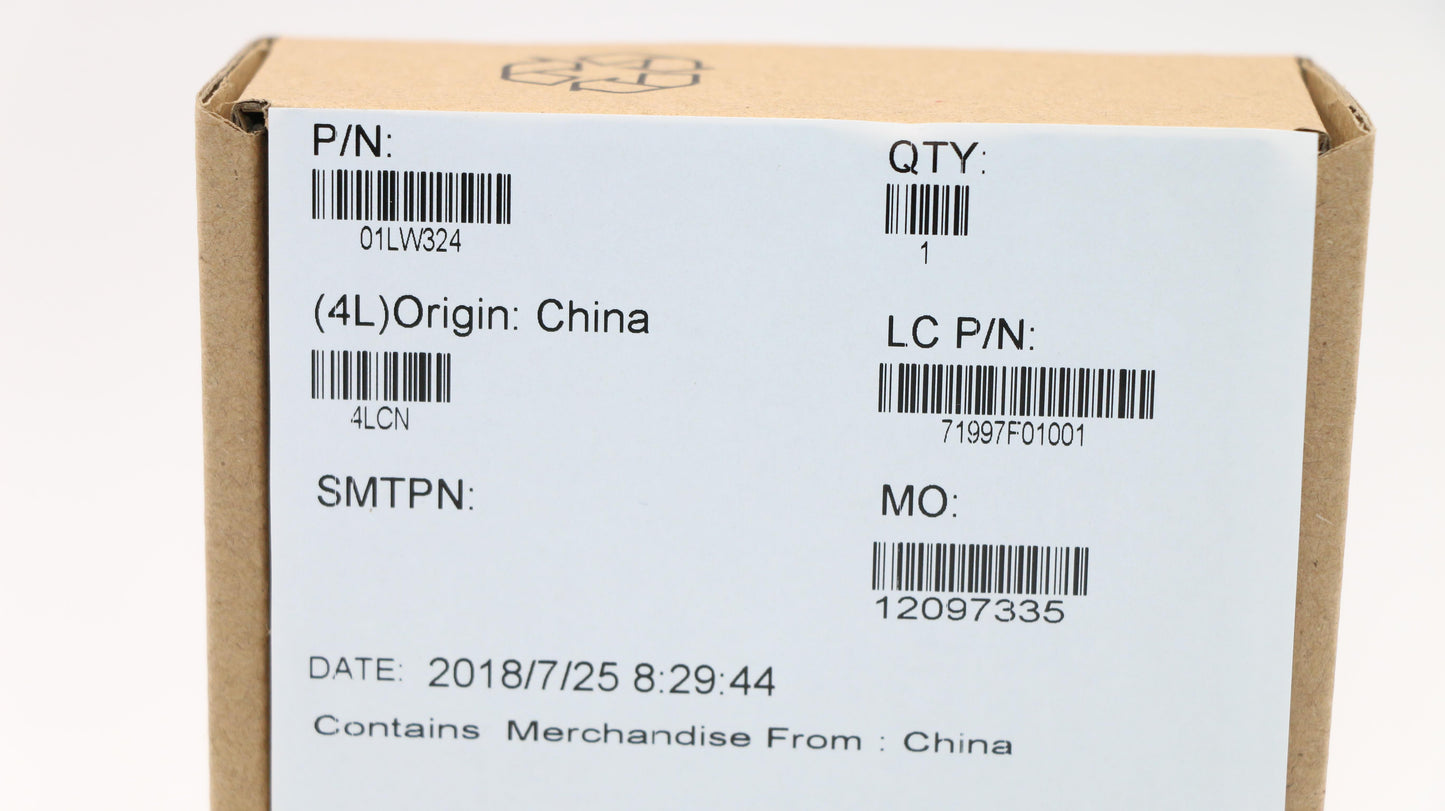 P/N:
01LW324
QTY:
1
(4L)Origin: China
4LCN
LC P/N:
71997F01001
SMTPN:
MO:
12097335
DATE: 2018/7/25 8:29:44
Contains Merchandise From : China